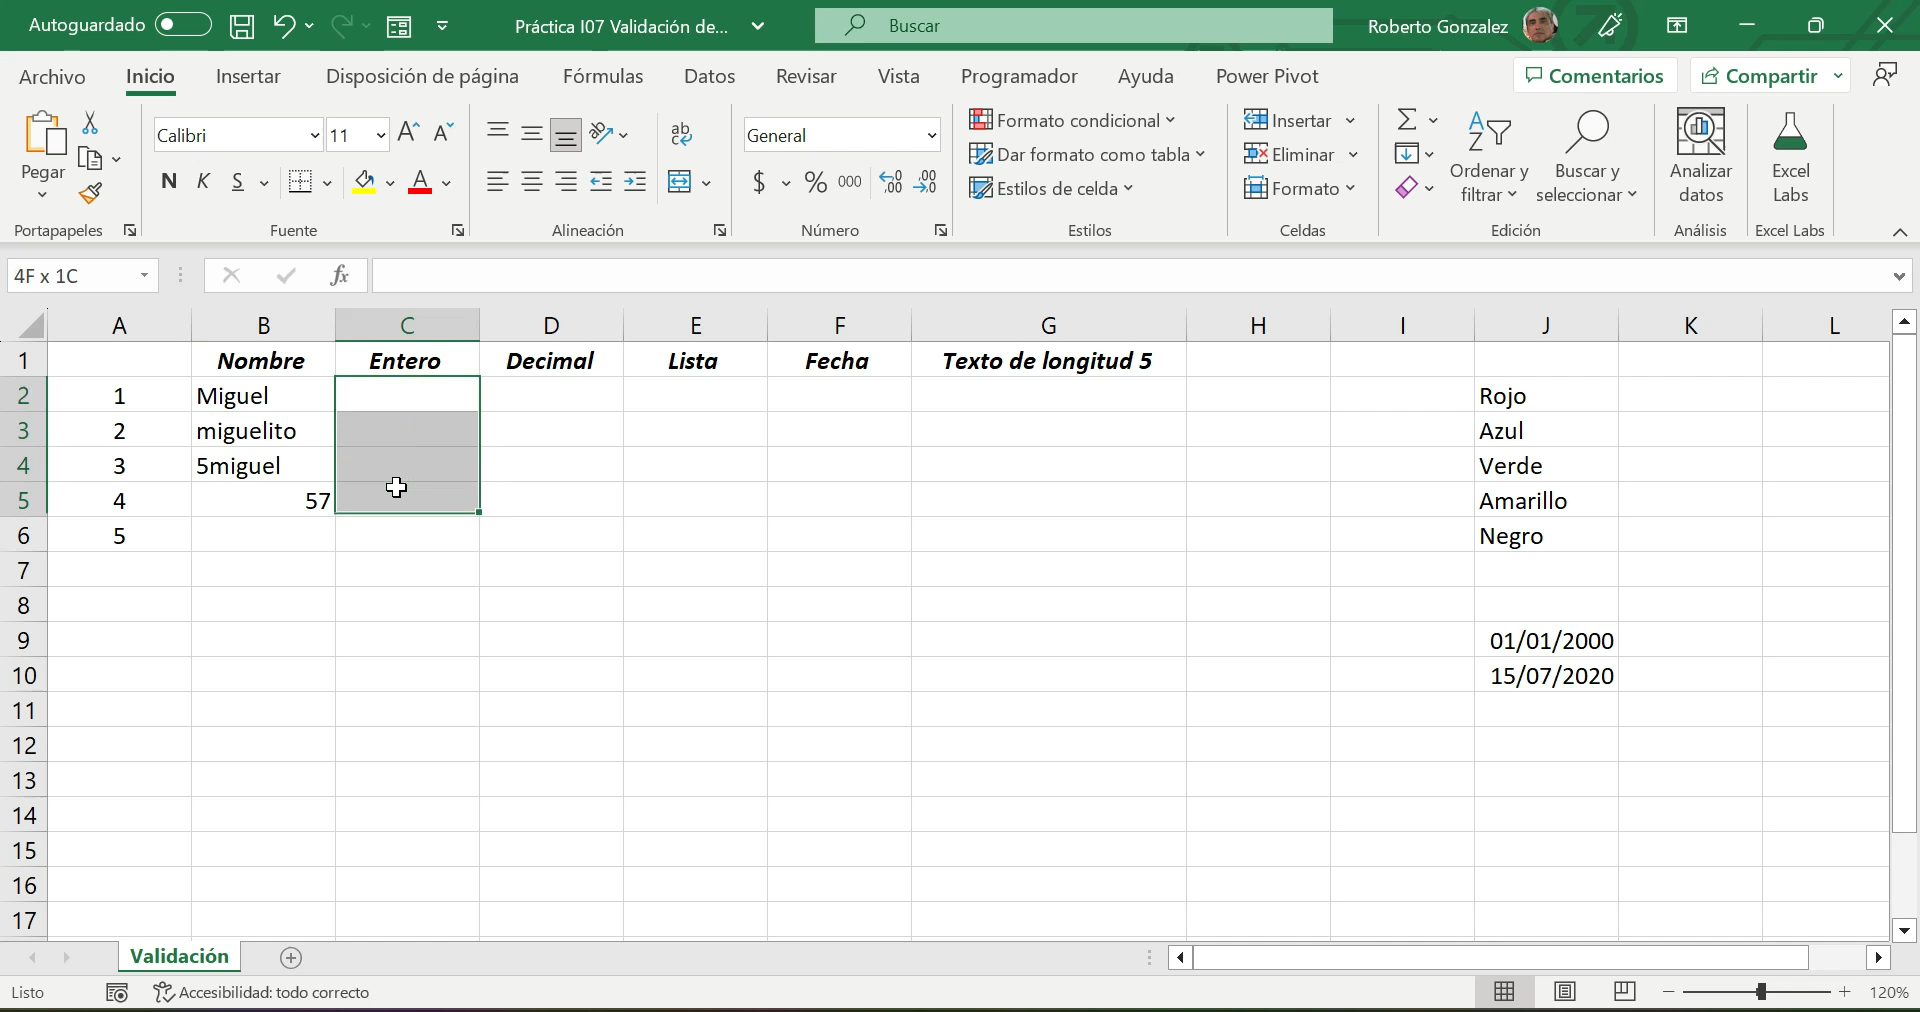 Autoguardado
Práctica I07 Validación de...
Buscar
Roberto Gonzalez
Archivo Inicio Insertar Disposición de página Fórmulas Datos Revisar Vista Programador Ayuda Power Pivot Comentarios Compartir
Pegar
Portapapeles
Calibri 11
N K S
Fuente
ab
Alineación
General
$ % 000
Número
Formato condicional
Dar formato como tabla
Estilos de celda
Estilos
Insertar
Eliminar
Formato
Celdas
Ordenar y
filtrar
Buscar y
seleccionar
Edición
Analizar
datos
Análisis
Excel
Labs
Excel Labs
4F x 1C fx
A B C D E F G H I J K L
1 Nombre Entero Decimal Lista Fecha Texto de longitud 5
2 1 Miguel Rojo
3 2 miguelito Azul
4 3 5miguel Verde
5 4 57 Amarillo
6 5 Negro
7
8
9 01/01/2000
10 15/07/2020
11
12
13
14
15
16
17
Validación
Listo Accesibilidad: todo correcto 120%